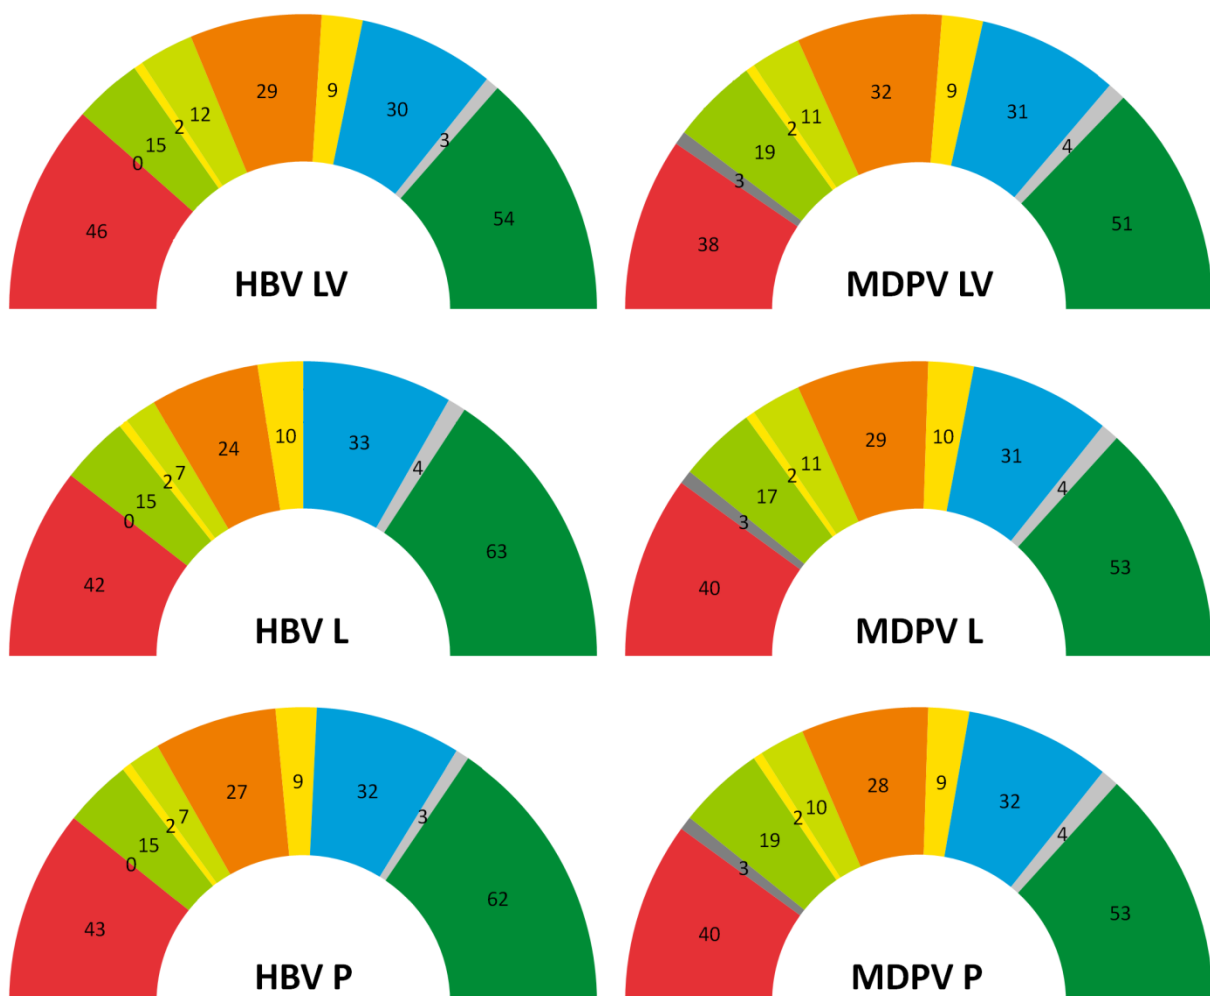 46 0 15 2 12 29 9 30 3 54
HBV LV
38 3 19 2 11 32 9 31 4 51
MDPV LV
42 0 15 2 7 24 10 33 4 63
HBV L
40 3 17 2 11 29 10 31 4 53
MDPV L
43 0 15 2 7 27 9 32 3 62
HBV P
40 3 19 2 10 28 9 32 4 53
MDPV P